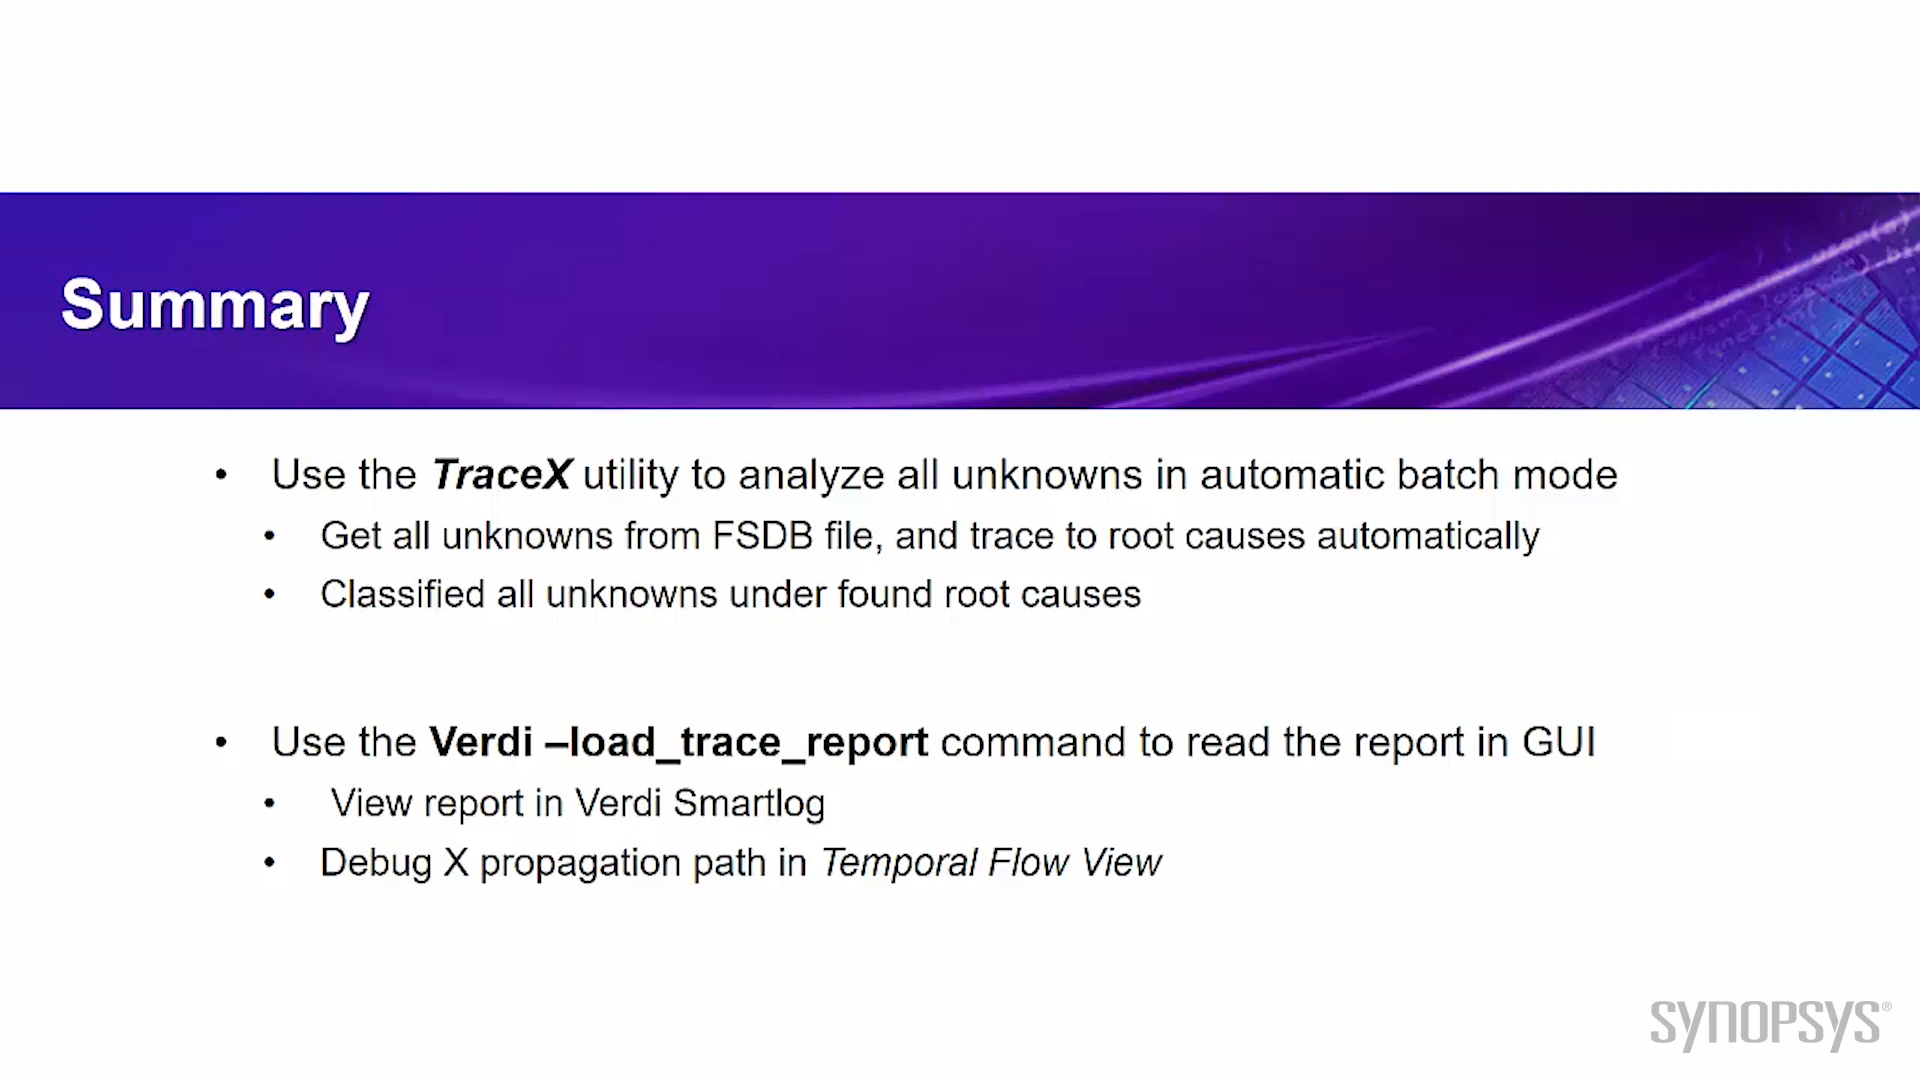 Summary
• Use the TraceX utility to analyze all unknowns in automatic batch mode
• Get all unknowns from FSDB file, and trace to root causes automatically
• Classified all unknowns under found root causes
• Use the Verdi –load_trace_report command to read the report in GUI
• View report in Verdi Smartlog
• Debug X propagation path in Temporal Flow View
SYNOPSYS®